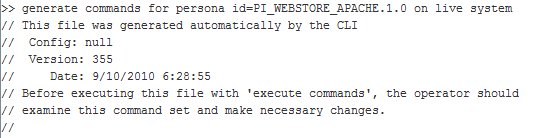 >> generate commands for persona id=PI_WEBSTORE_APACHE.1.0 on live system
// This file was generated automatically by the CLI
//  Config: null
//  Version: 355
//     Date: 9/10/2010 6:28:55
// Before executing this file with 'execute commands', the operator should
// examine this command set and make necessary changes.
//